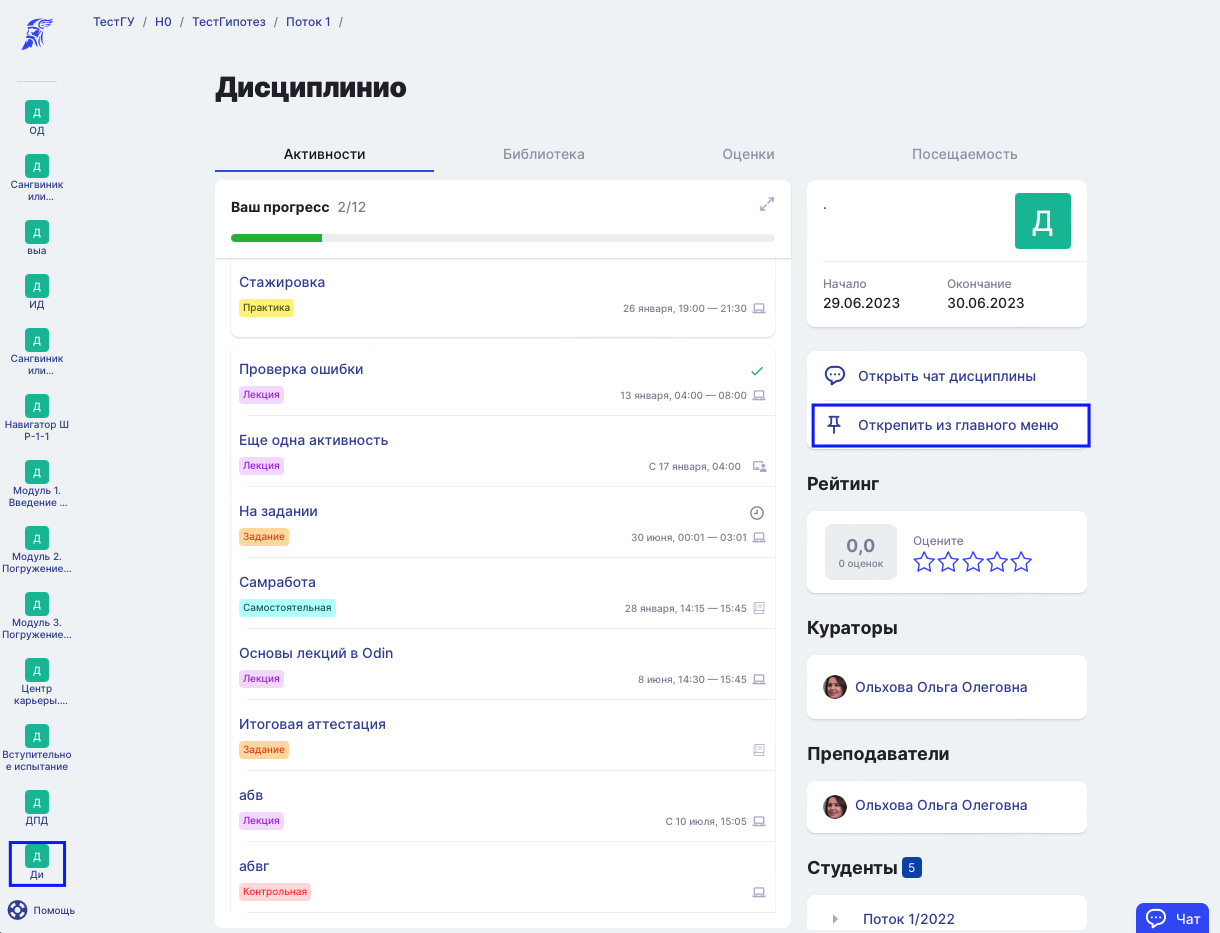 ТестГУ / Н0 / ТестГипотез / Поток 1 /
Дисциплинио
Д
ОД
Д
Сангвиник
или...
Д
выа
Д
ИД
Д
Сангвиник
или...
Д
Навигатор Ш
Р-1-1
Д
Модуль 1.
Введение ...
Д
Модуль 2.
Погружение...
Д
Модуль 3.
Погружение...
Д
Центр
карьеры....
Д
Вступительно
е испытание
Д
ДПД
Д
Ди
Помощь
Активности Библиотека Оценки Посещаемость
Ваш прогресс 2/12
Стажировка
Практика 26 января, 19:00 — 21:30
Проверка ошибки
Лекция 13 января, 04:00 — 08:00
Еще одна активность
Лекция С 17 января, 04:00
На задании
Задание 30 июня, 00:01 — 03:01
Самработа
Самостоятельная 28 января, 14:15 — 15:45
Основы лекций в Odin
Лекция 8 июня, 14:30 — 15:45
Итоговая аттестация
Задание
абв
Лекция С 10 июля, 15:05
абвг
Контрольная
. Д
Начало Окончание
29.06.2023 30.06.2023
Открыть чат дисциплины
Открепить из главного меню
Рейтинг
0,0 Оцените
0 оценок
Кураторы
Ольхова Ольга Олеговна
Преподаватели
Ольхова Ольга Олеговна
Студенты 5
Поток 1/2022
Чат